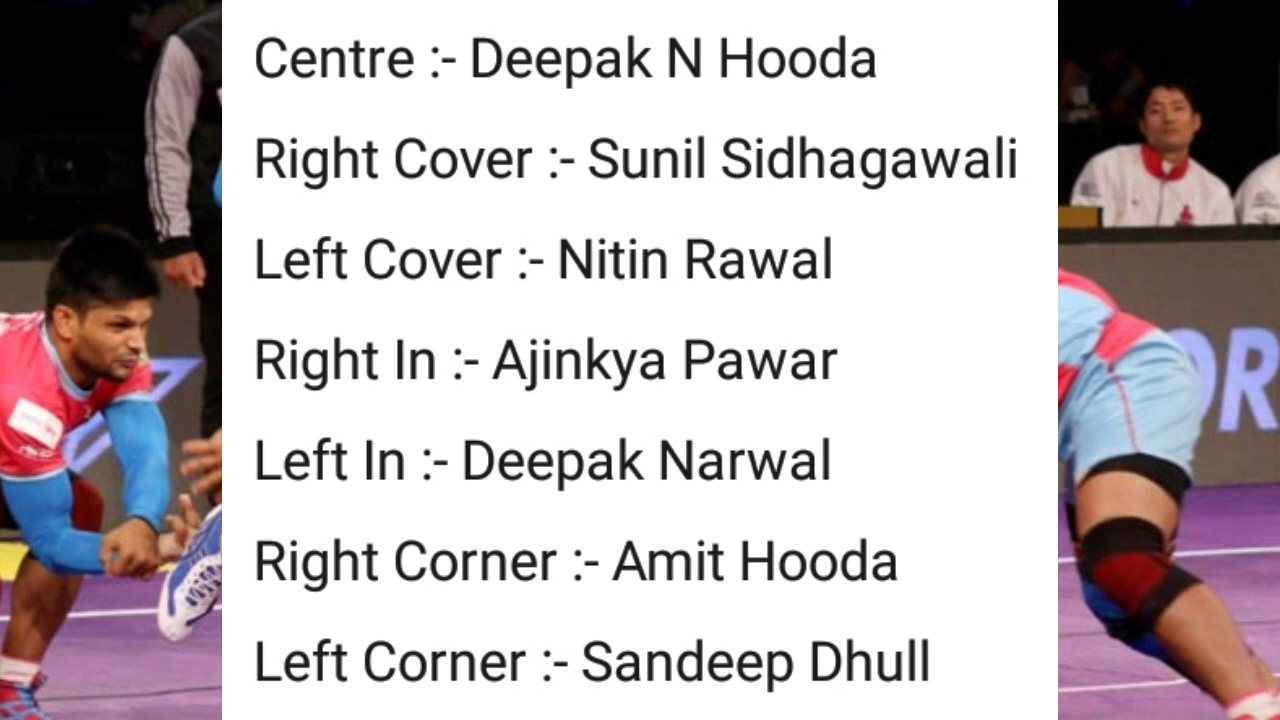 Centre :- Deepak N Hooda
Right Cover :- Sunil Sidhagawali
Left Cover :- Nitin Rawal
Right In :- Ajinkya Pawar
Left In :- Deepak Narwal
Right Corner :- Amit Hooda
Left Corner :- Sandeep Dhull
OR